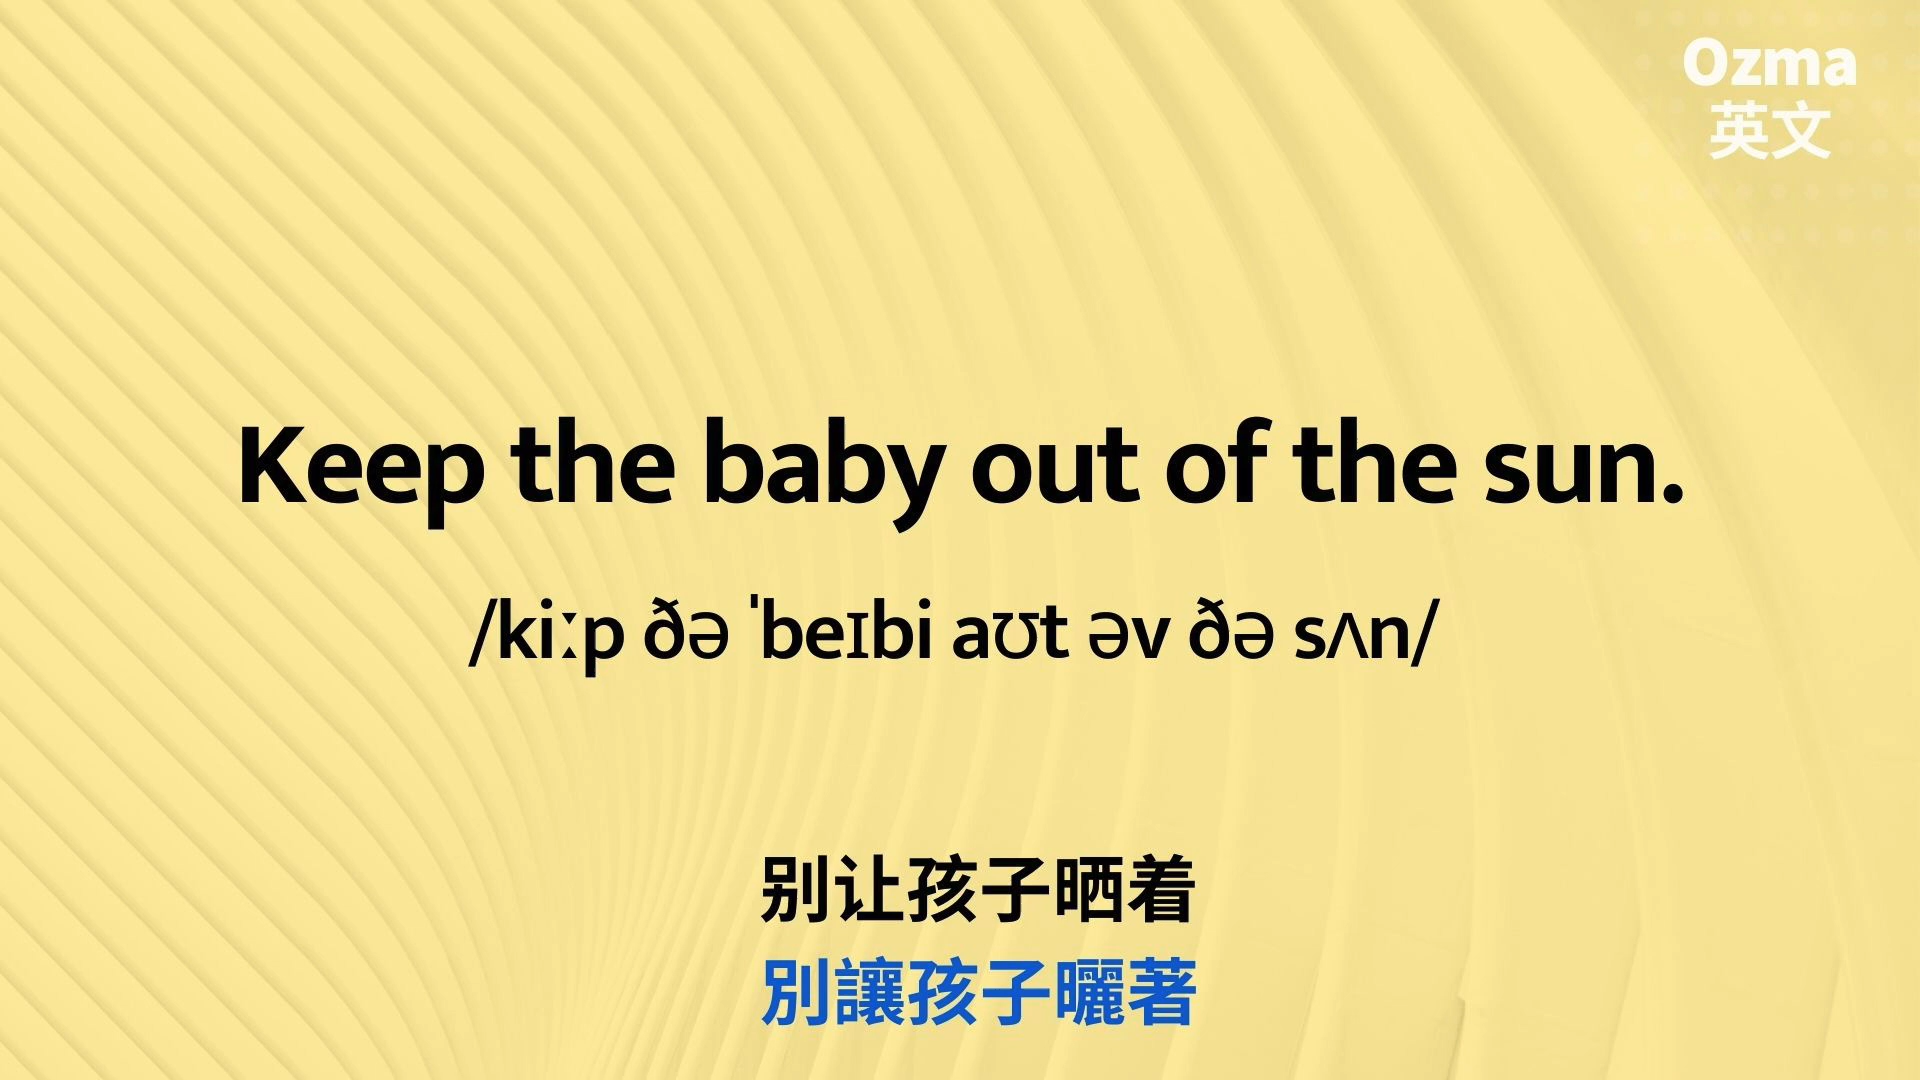 Ozma
英文
Keep the baby out of the sun.
/kiːp ðə ˈbeɪbi aʊt əv ðə sʌn/
别让孩子晒着
別讓孩子曬著